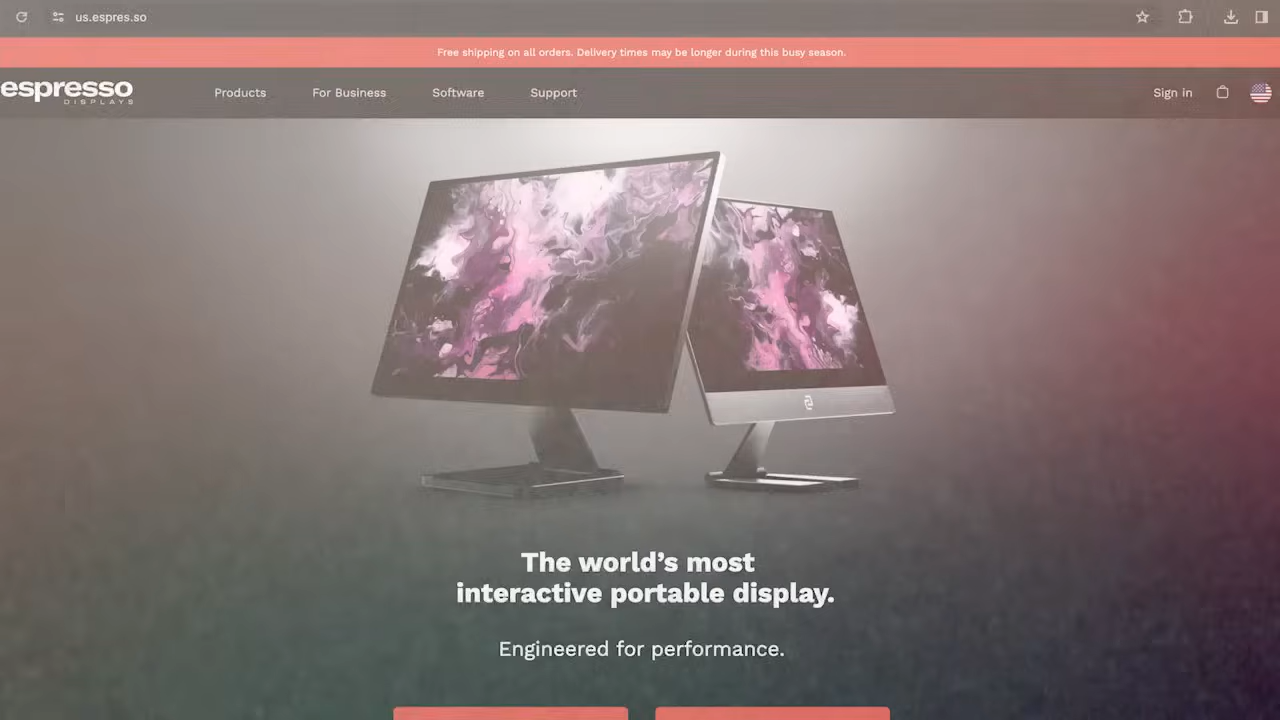 us.espres.so
Free shipping on all orders. Delivery times may be longer during this busy season.
espresso
DISPLAYS
Products
For Business
Software
Support
Sign in
The world’s most
interactive portable display.
Engineered for performance.